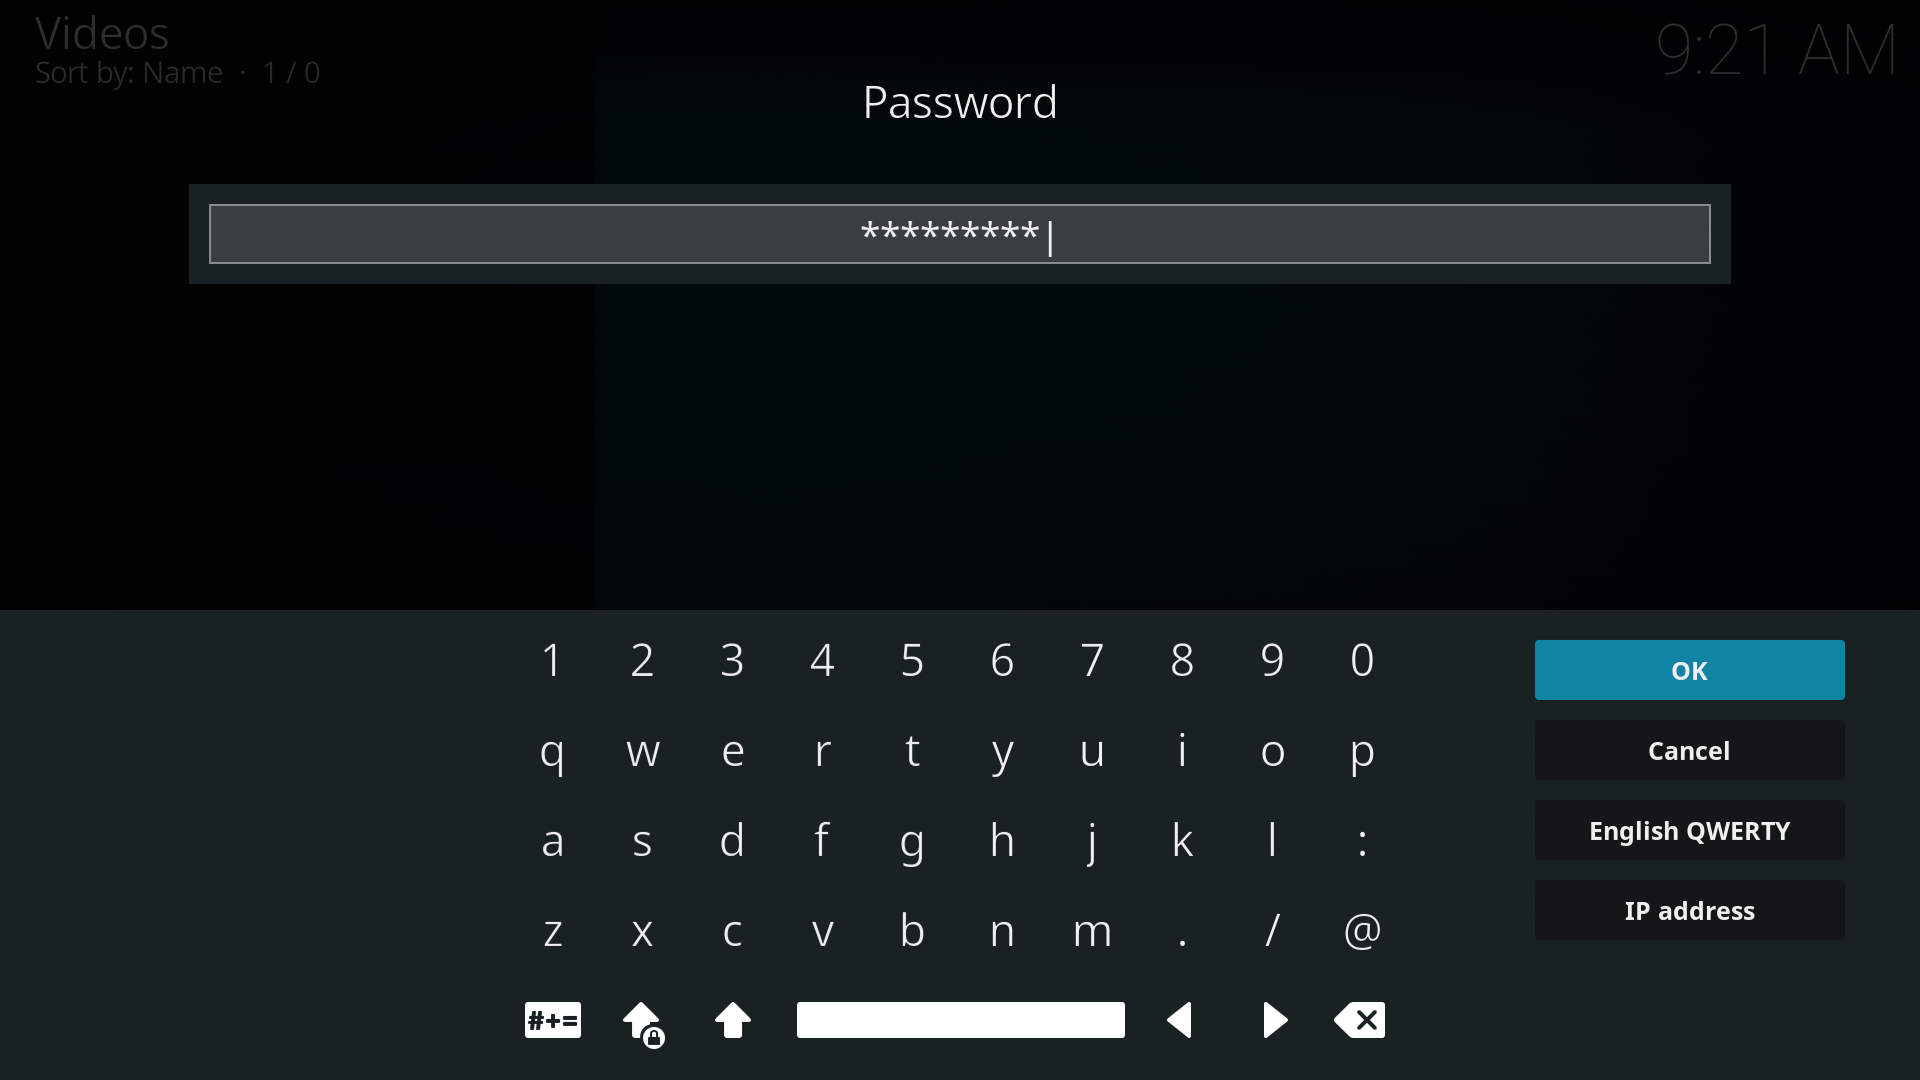 Videos
Sort by: Name · 1 / 0
9:21 AM
Password
*********|
1 2 3 4 5 6 7 8 9 0
q w e r t y u i o p
a s d f g h j k l :
z x c v b n m . / @
#+=
OK
Cancel
English QWERTY
IP address